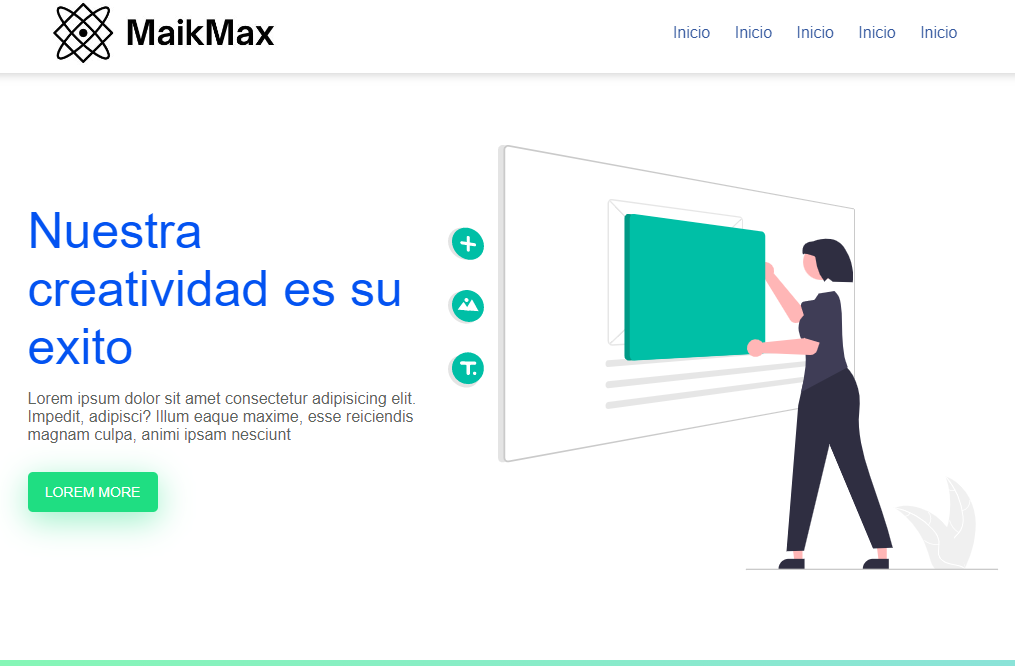 MaikMax
Inicio Inicio Inicio Inicio Inicio
Nuestra
creatividad es su
exito
Lorem ipsum dolor sit amet consectetur adipisicing elit.
Impedit, adipisci? Illum eaque maxime, esse reiciendis
magnam culpa, animi ipsam nesciunt
LOREM MORE
T.